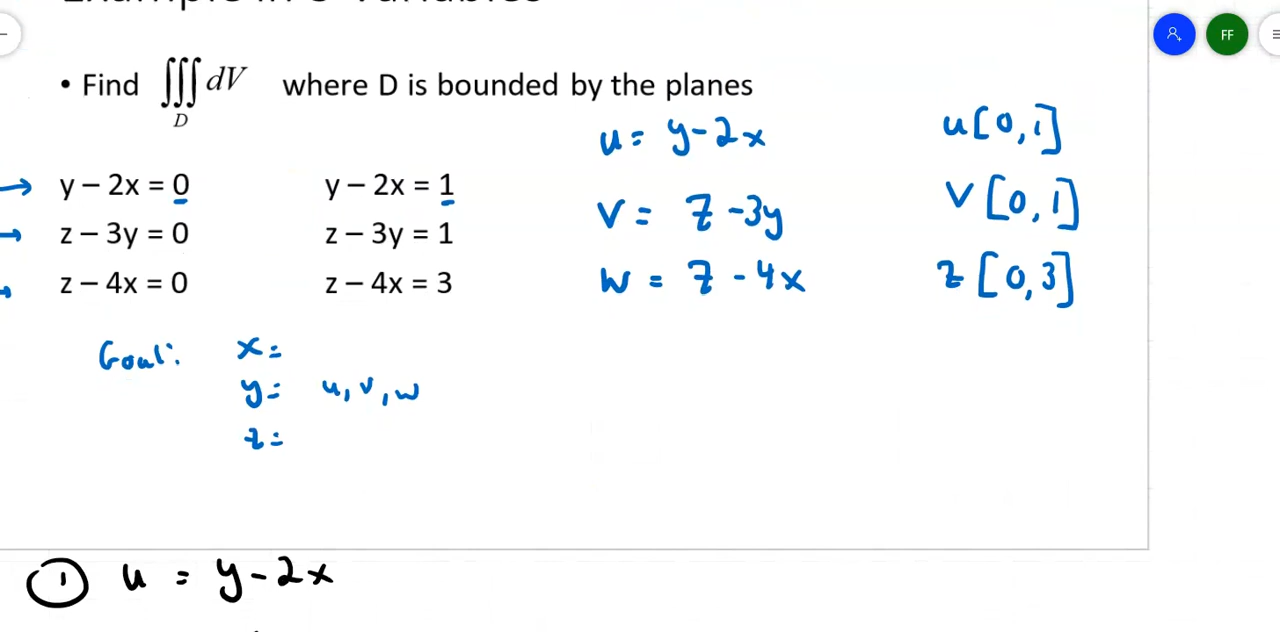 • Find ∭ dV where D is bounded by the planes
D
y – 2x = 0 y – 2x = 1
z – 3y = 0 z – 3y = 1
z – 4x = 0 z – 4x = 3
u = y-2x u[0,1]
v = z-3y v[0,1]
w = z-4x z[0,3]
Goal: x=
y= u, v, w
z=
① u = y-2x
FF